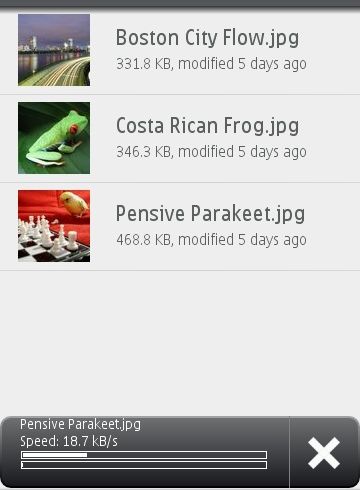 Boston City Flow.jpg
331.8 KB, modified 5 days ago
Costa Rican Frog.jpg
346.3 KB, modified 5 days ago
Pensive Parakeet.jpg
468.8 KB, modified 5 days ago
Pensive Parakeet.jpg
Speed: 18.7 kB/s